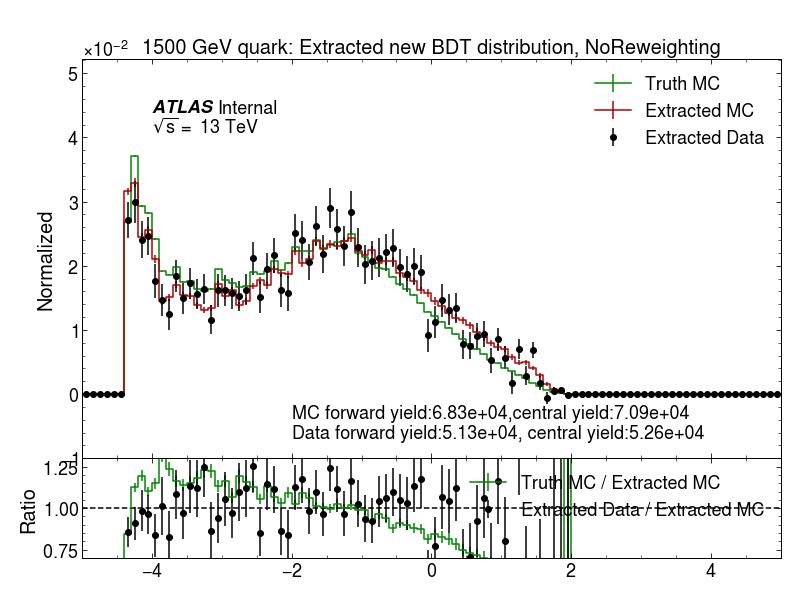 ×10⁻²
1500 GeV quark: Extracted new BDT distribution, NoReweighting
5
4
3
2
1
0
1
Normalized
ATLAS Internal
√s = 13 TeV
Truth MC
Extracted MC
Extracted Data
MC forward yield:6.83e+04,central yield:7.09e+04
Data forward yield:5.13e+04, central yield:5.26e+04
1.25
1.00
0.75
Ratio
Truth MC / Extracted MC
Extracted Data / Extracted MC
−4
−2
0
2
4